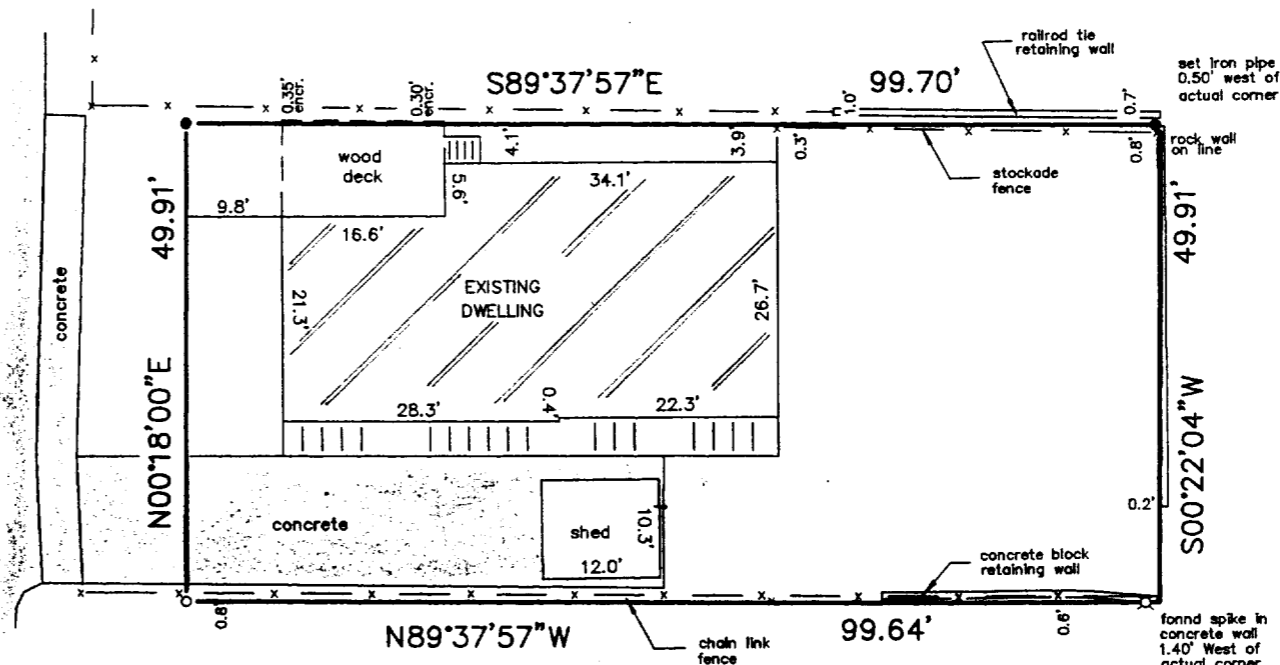 railrod tie
retaining wall
set iron pipe
0.50' west of
actual corner
S89°37'57"E
99.70'
0.35'
encr.
0.30'
encr.
1.0'
0.7'
wood
deck
4.1'
3.9'
0.3'
0.8'
rock wall
on line
stockade
fence
5.6'
34.1'
9.8'
16.6'
49.91'
49.91'
concrete
EXISTING
DWELLING
21.3'
26.7'
28.3'
0.4'
22.3'
N00°18'00"E
S00°22'04"W
0.2'
concrete
shed
10.3'
12.0'
concrete block
retaining wall
0.8'
N89°37'57"W
chain link
fence
99.64'
0.6'
fonnd spike in
concrete wall
1.40' West of
actual corner